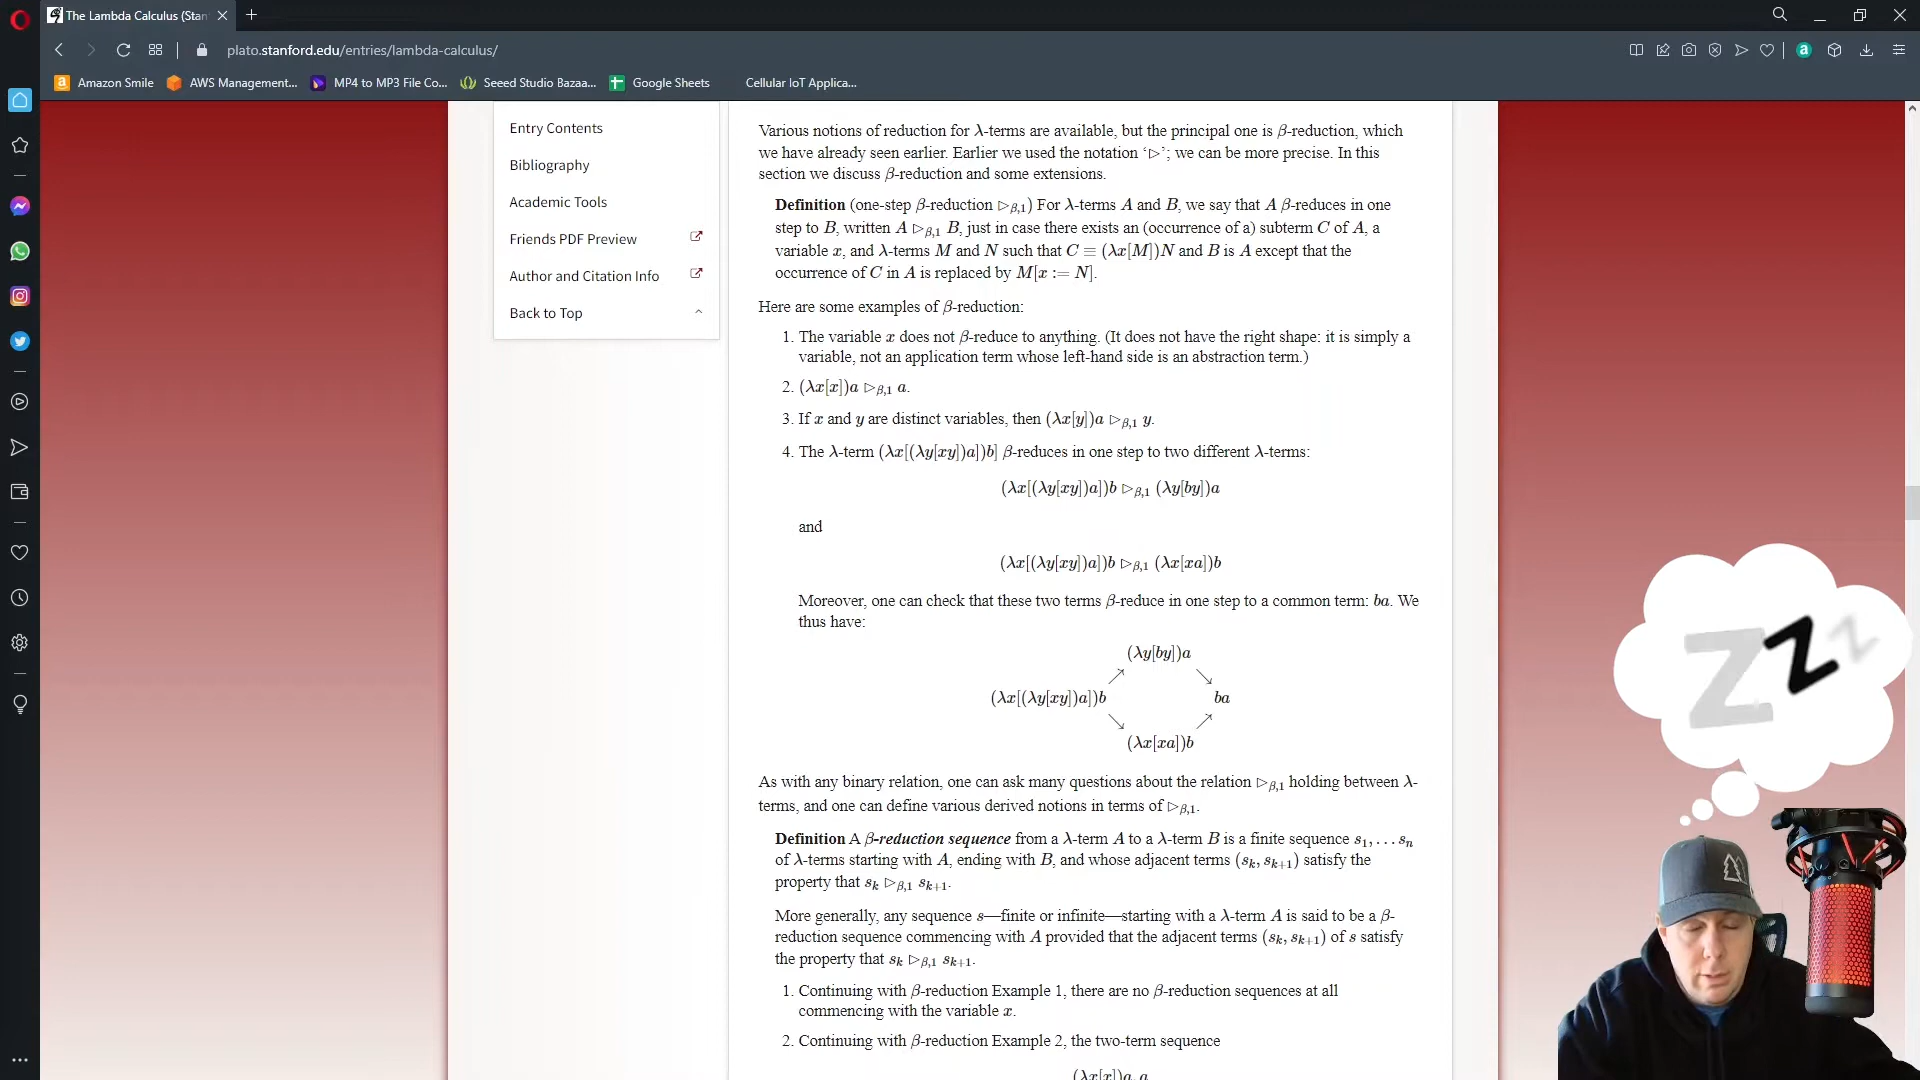 The Lambda Calculus (Stan
plato.stanford.edu/entries/lambda-calculus/
Amazon Smile AWS Management... MP4 to MP3 File Co... Seeed Studio Bazaa... Google Sheets Cellular IoT Applica...
Entry Contents
Bibliography
Academic Tools
Friends PDF Preview
Author and Citation Info
Back to Top
Various notions of reduction for λ-terms are available, but the principal one is β-reduction, which
we have already seen earlier. Earlier we used the notation ‘▷’; we can be more precise. In this
section we discuss β-reduction and some extensions.
Definition (one-step β-reduction ▷β,1) For λ-terms A and B, we say that A β-reduces in one
step to B, written A ▷β,1 B, just in case there exists an (occurrence of a) subterm C of A, a
variable x, and λ-terms M and N such that C ≡ (λx[M])N and B is A except that the
occurrence of C in A is replaced by M[x := N].
Here are some examples of β-reduction:
1. The variable x does not β-reduce to anything. (It does not have the right shape: it is simply a
variable, not an application term whose left-hand side is an abstraction term.)
2. (λx[x])a ▷β,1 a.
3. If x and y are distinct variables, then (λx[y])a ▷β,1 y.
4. The λ-term (λx[(λy[xy])a])b] β-reduces in one step to two different λ-terms:
(λx[(λy[xy])a])b ▷β,1 (λy[by])a
and
(λx[(λy[xy])a])b ▷β,1 (λx[xa])b
Moreover, one can check that these two terms β-reduce in one step to a common term: ba. We
thus have:
(λy[by])a
↗ ↘
(λx[(λy[xy])a])b ba
↘ ↗
(λx[xa])b
As with any binary relation, one can ask many questions about the relation ▷β,1 holding between λ-
terms, and one can define various derived notions in terms of ▷β,1.
Definition A β-reduction sequence from a λ-term A to a λ-term B is a finite sequence s1, … sn
of λ-terms starting with A, ending with B, and whose adjacent terms (sk, sk+1) satisfy the
property that sk ▷β,1 sk+1.
More generally, any sequence s—finite or infinite—starting with a λ-term A is said to be a β-
reduction sequence commencing with A provided that the adjacent terms (sk, sk+1) of s satisfy
the property that sk ▷β,1 sk+1.
1. Continuing with β-reduction Example 1, there are no β-reduction sequences at all
commencing with the variable x.
2. Continuing with β-reduction Example 2, the two-term sequence
(λx[x])a, a
Z Z Z